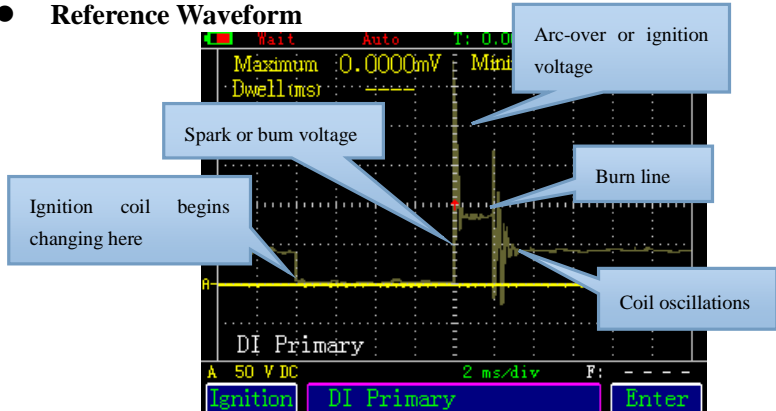 ● Reference Waveform
Wait Auto T: 0.0
Arc-over or ignition
voltage
Maximum :0.0000mV Mini
Dwell(ms) ----
Spark or bum voltage
Burn line
Ignition coil begins
changing here
A-
Coil oscillations
DI Primary
A 50 V DC 2 ms/div F: ----
Ignition DI Primary Enter